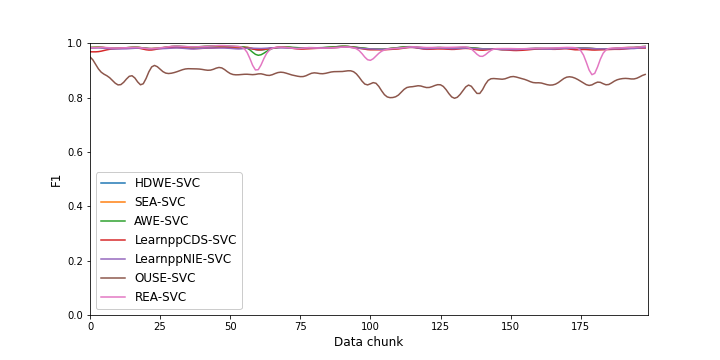 1.0
0.8
0.6
0.4
0.2
0.0
F1
HDWE-SVC
SEA-SVC
AWE-SVC
LearnppCDS-SVC
LearnppNIE-SVC
OUSE-SVC
REA-SVC
0 25 50 75 100 125 150 175
Data chunk